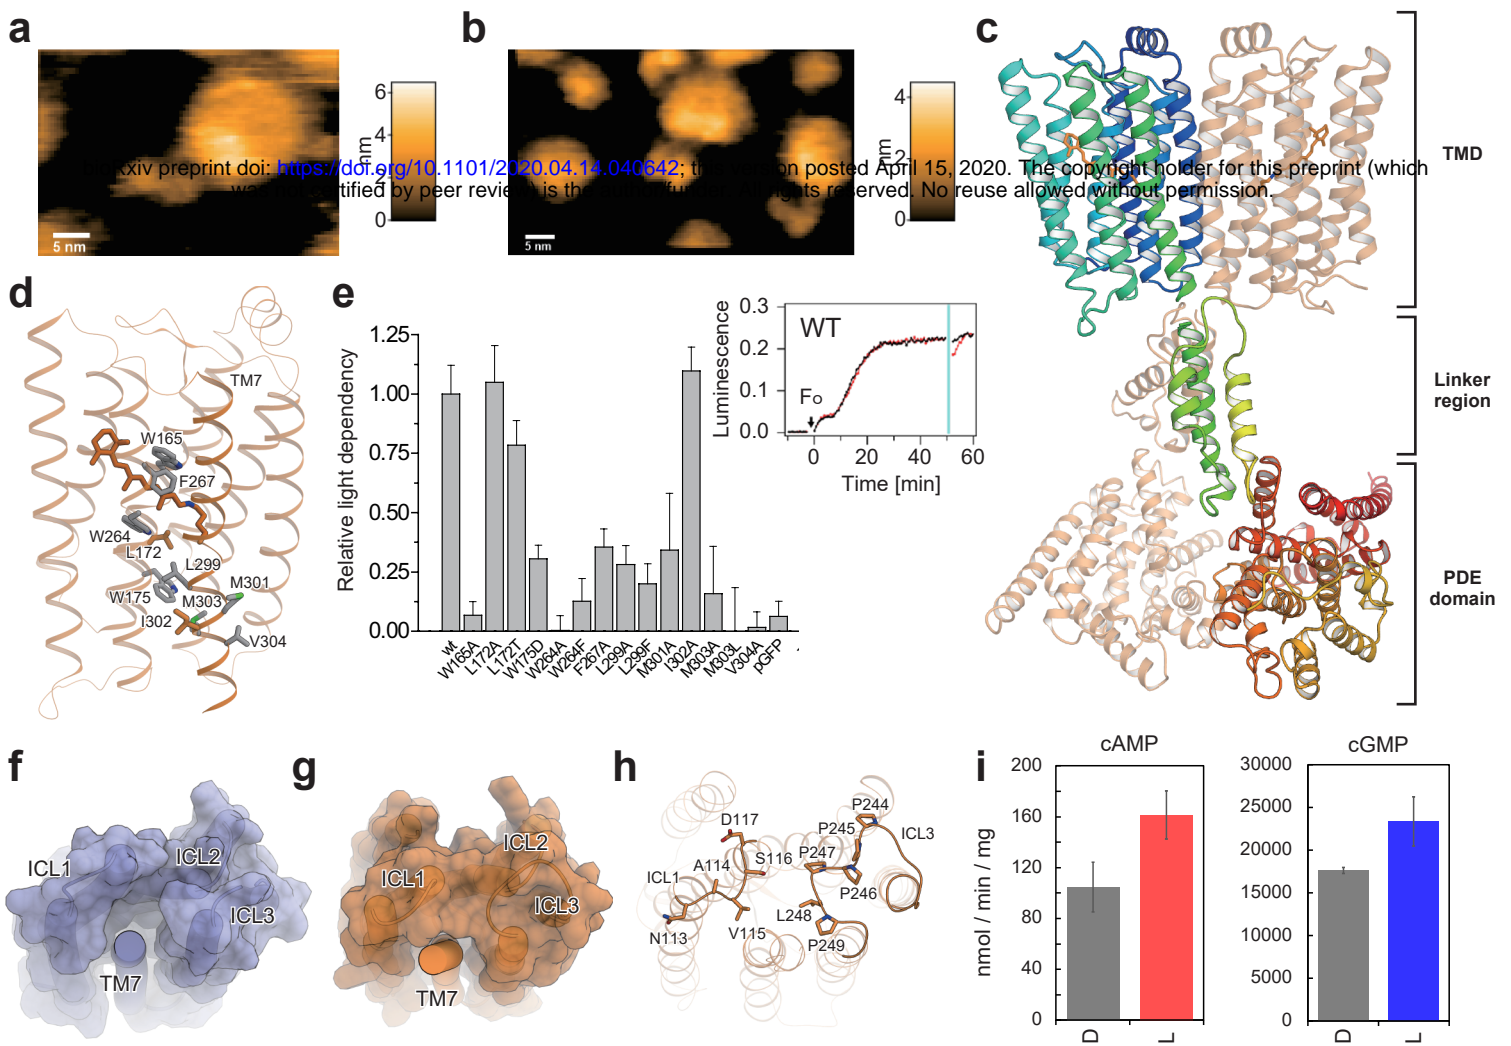 a
b
c
6
4
2
0
nm
5 nm
4
2
0
nm
5 nm
bioRxiv preprint doi: https://doi.org/10.1101/2020.04.14.040642; this version posted April 15, 2020. The copyright holder for this preprint (which
was not certified by peer review) is the author/funder. All rights reserved. No reuse allowed without permission.
TMD
Linker
region
PDE
domain
d
TM7
W165
F267
W264
L172
L299
W175
M301
M303
I302
V304
e
Relative light dependency
1.25
1.00
0.75
0.50
0.25
0.00
wt
W165A
L172A
L172T
W175D
W264A
W264F
F267A
L299A
L299F
M301A
I302A
M303A
M303L
V304A
pGFP
Luminescence
0.3
0.2
0.1
0.0
WT
Fo
0
20
40
60
Time [min]
f
ICL1
ICL2
ICL3
TM7
g
ICL1
ICL2
ICL3
TM7
h
D117
A114
S116
ICL1
N113
V115
P244
P245
ICL3
P247
P246
L248
P249
i
cAMP
nmol / min / mg
200
160
120
80
40
0
D
L
cGMP
30000
25000
20000
15000
10000
5000
0
D
L